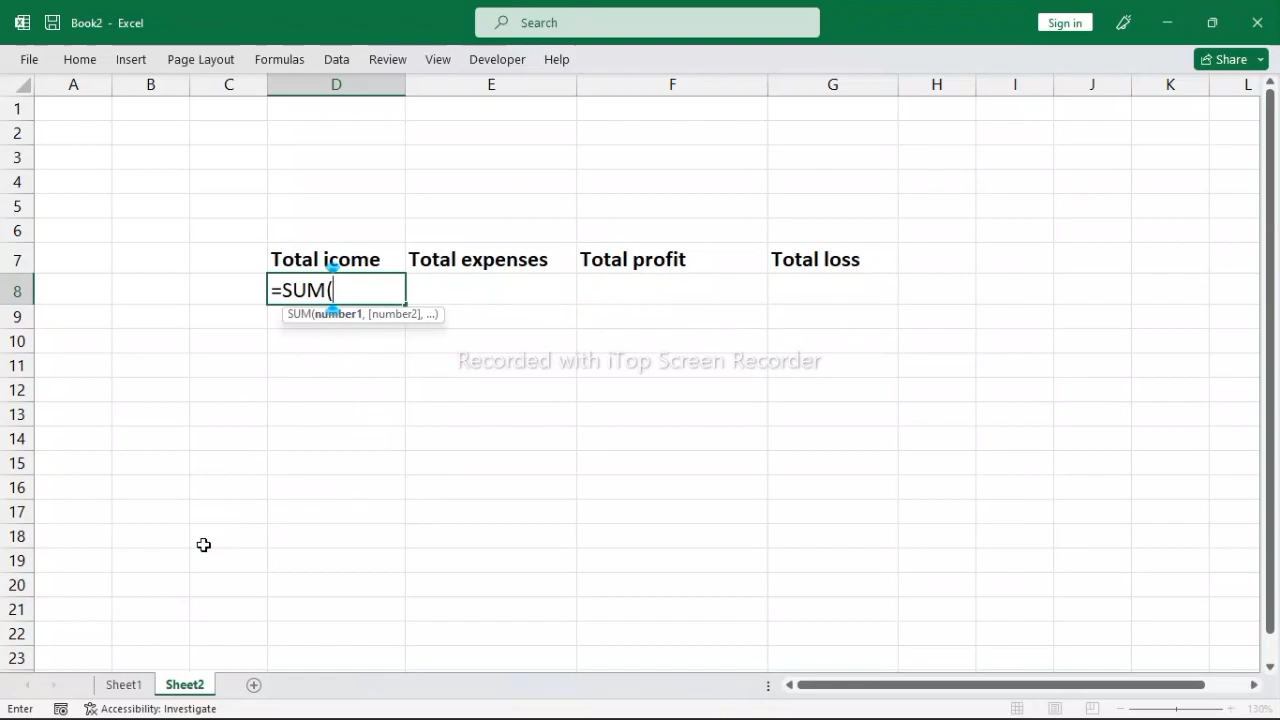 Book2 - Excel
Search
Sign in
File Home Insert Page Layout Formulas Data Review View Developer Help
Share
A B C D E F G H I J K L
1
2
3
4
5
6
7 Total icome Total expenses Total profit Total loss
8 =SUM(
9 SUM(number1, [number2], ...)
10
11 Recorded with iTop Screen Recorder
12
13
14
15
16
17
18
19
20
21
22
23
Sheet1 Sheet2
Enter Accessibility: Investigate 130%